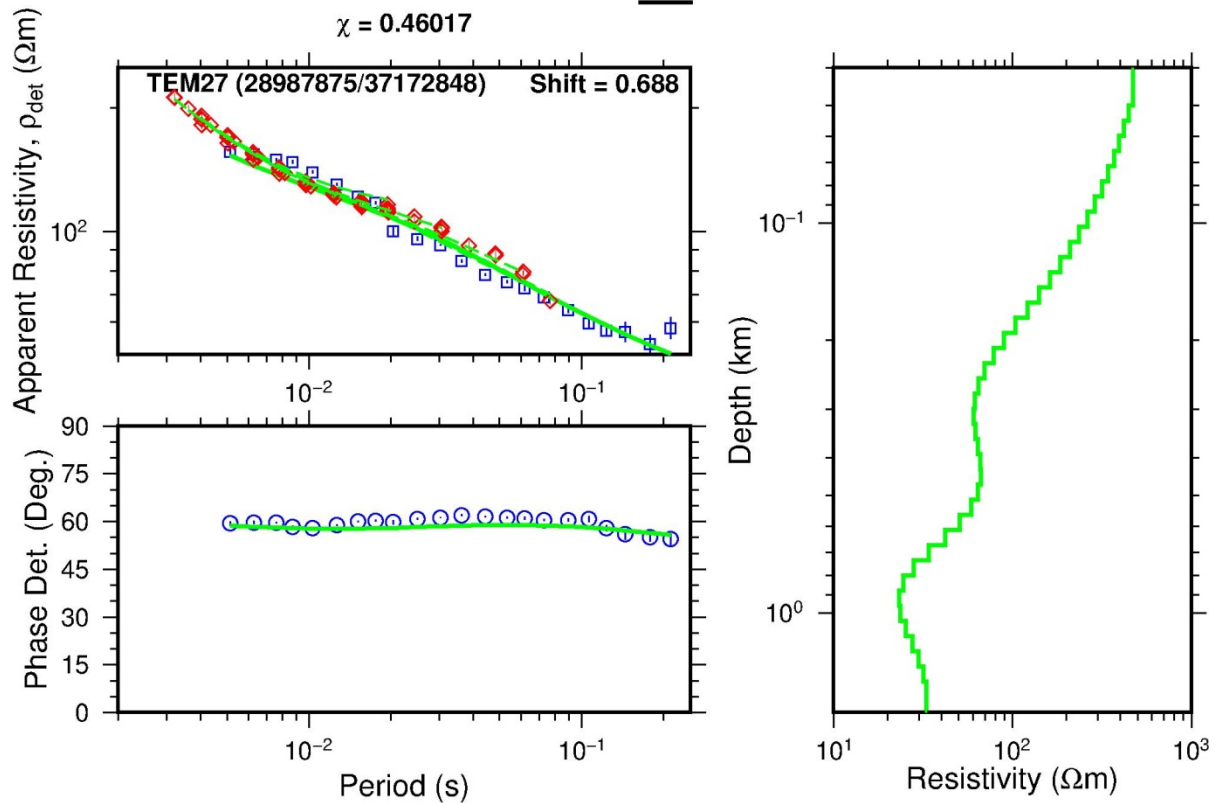 χ = 0.46017
TEM27 (28987875/37172848) Shift = 0.688
Apparent Resistivity, ρdet (Ωm)
10²
10⁻² 10⁻¹
Phase Det. (Deg.)
90
75
60
45
30
15
0
10⁻² 10⁻¹
Period (s)
Depth (km)
10⁻¹
10⁰
10¹ 10² 10³
Resistivity (Ωm)